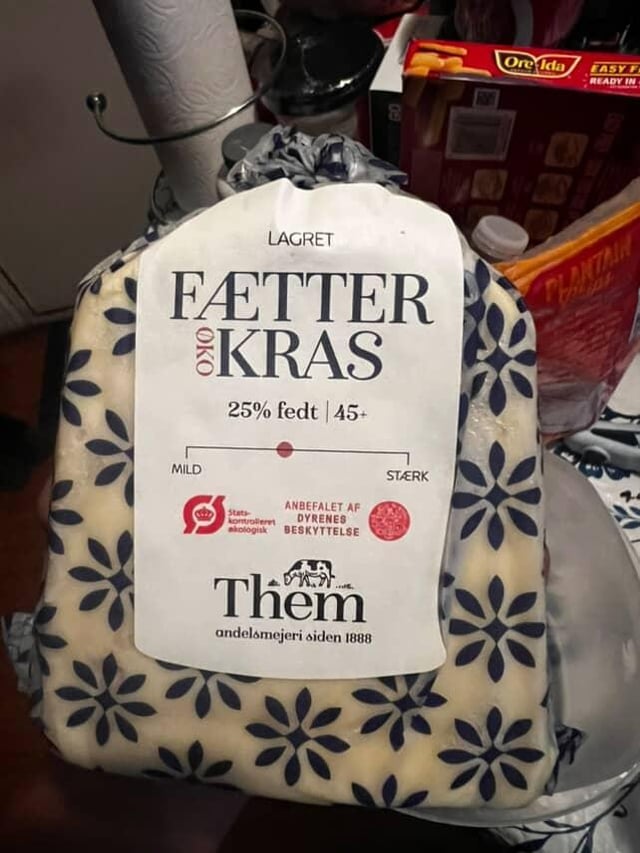 Ore-Ida
EASY F
READY IN
PLANTAIN
LAGRET
FÆTTER
ØKO KRAS
25% fedt | 45+
MILD
STÆRK
Stats-
kontrolleret
økologisk
ANBEFALET AF
DYRENES
BESKYTTELSE
Them
andelsmejeri siden 1888